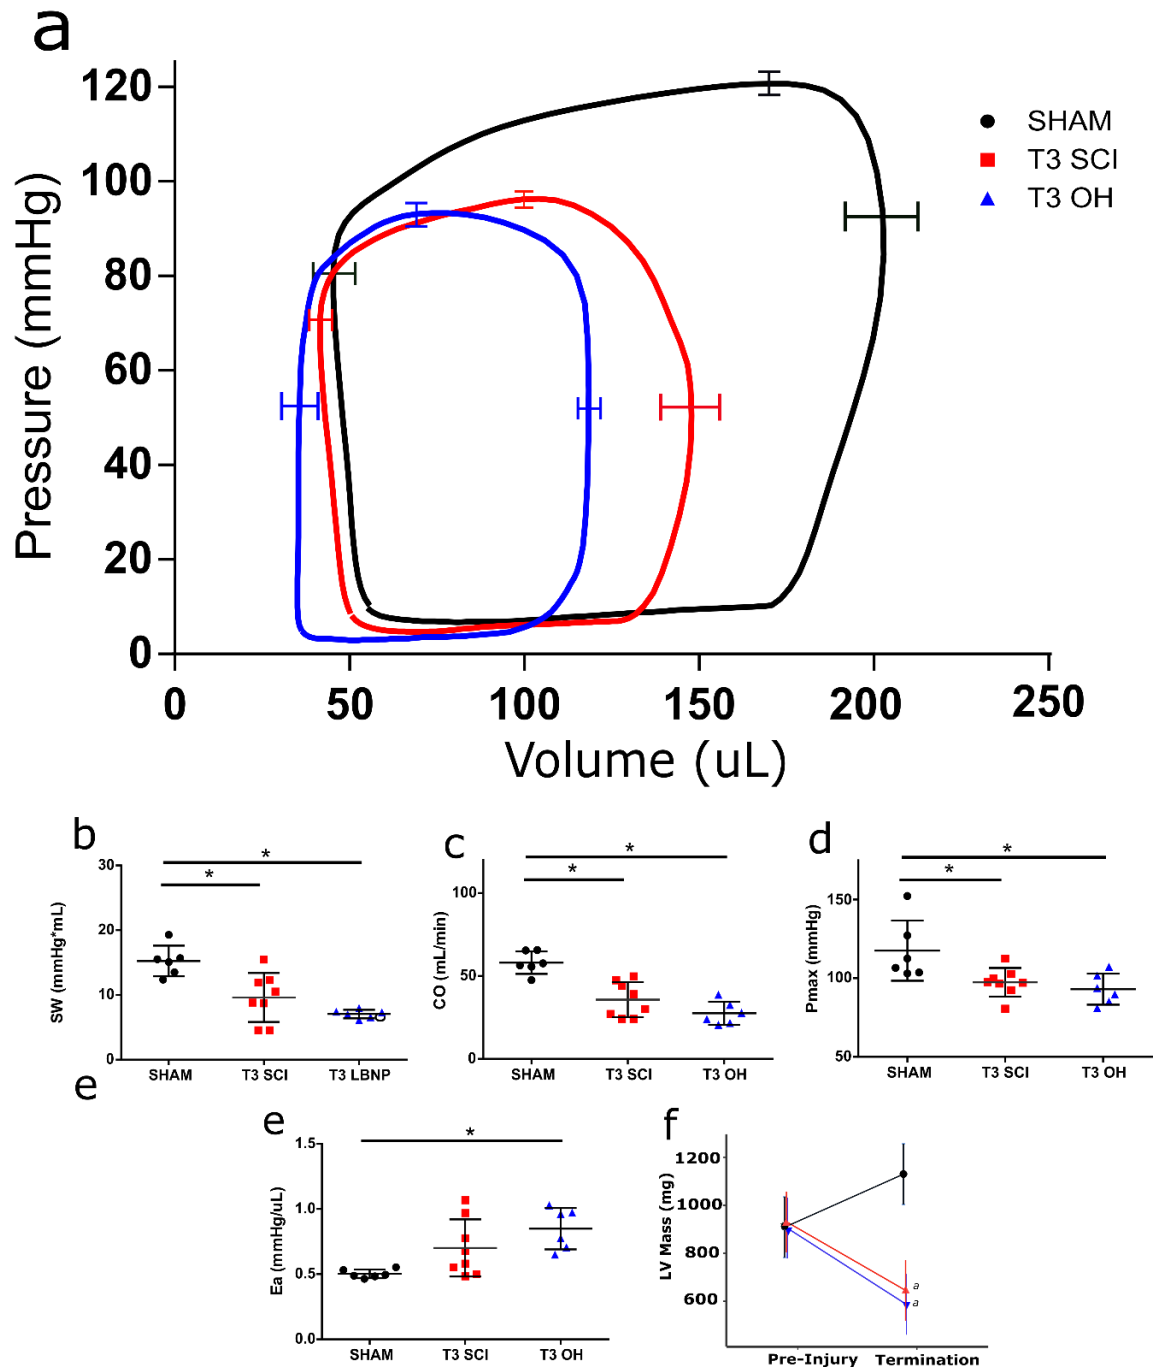 a
120
100
80
60
40
20
0
Pressure (mmHg)
0 50 100 150 200 250
Volume (uL)
SHAM
T3 SCI
T3 OH
b
30
20
10
0
SW (mmHg*mL)
*
*
SHAM T3 SCI T3 LBNP
c
100
50
0
CO (mL/min)
*
*
SHAM T3 SCI T3 OH
d
150
100
50
Pmax (mmHg)
*
*
SHAM T3 SCI T3 OH
e
e
1.5
1.0
0.5
0.0
Ea (mmHg/uL)
*
SHAM T3 SCI T3 OH
f
1200
1000
800
600
LV Mass (mg)
a
a
Pre-Injury Termination